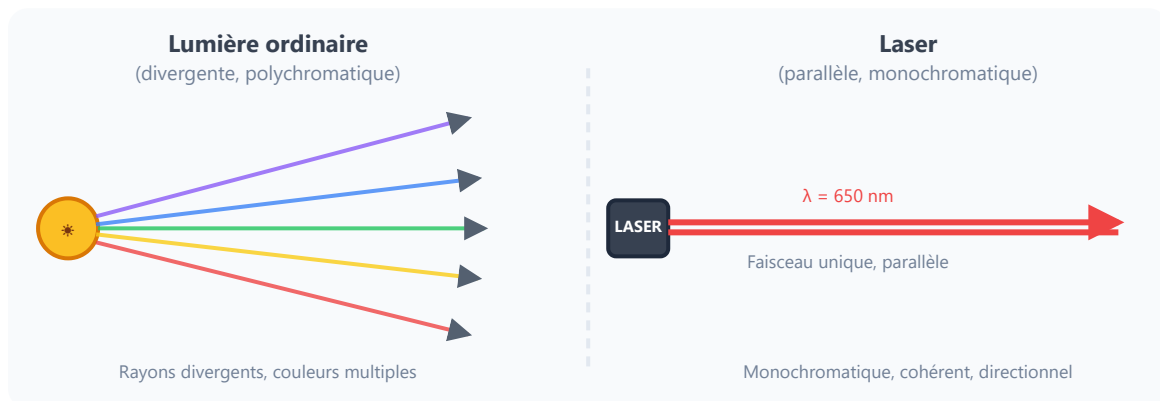 Lumière ordinaire
(divergente, polychromatique)
Rayons divergents, couleurs multiples
Laser
(parallèle, monochromatique)
λ = 650 nm
LASER
Faisceau unique, parallèle
Monochromatique, cohérent, directionnel